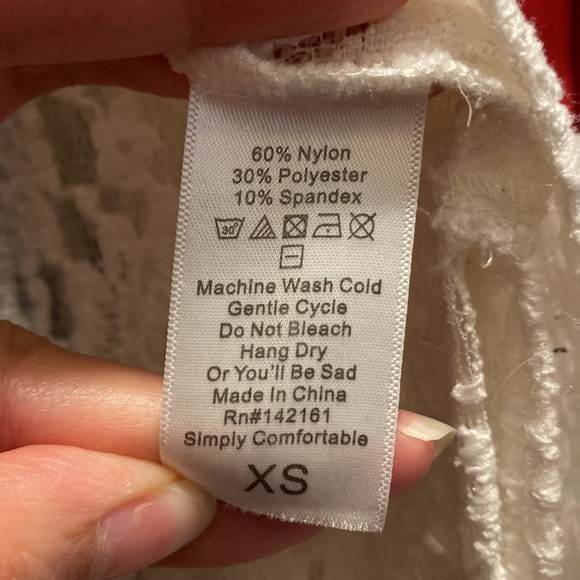 60% Nylon
30% Polyester
10% Spandex
30°
Machine Wash Cold
Gentle Cycle
Do Not Bleach
Hang Dry
Or You'll Be Sad
Made In China
Rn#142161
Simply Comfortable
XS